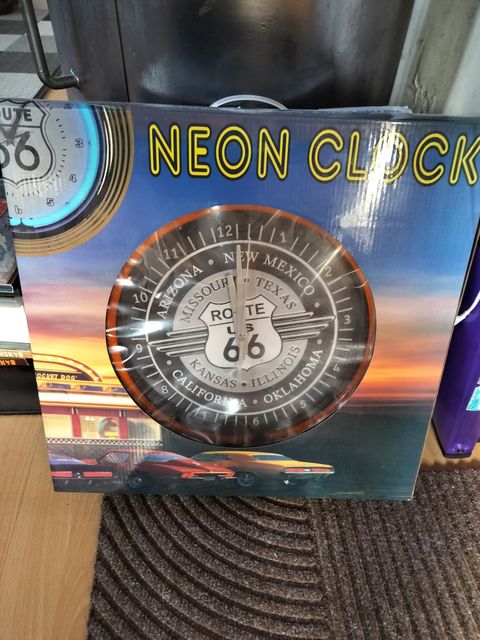 NEON CLOCK
ROUTE
66
12
1
2
3
4
5
11
10
9
8
7
6
5
ARIZONA • NEW MEXICO •
MISSOURI • TEXAS
ROUTE
US
66
KANSAS • ILLINOIS
CALIFORNIA • OKLAHOMA